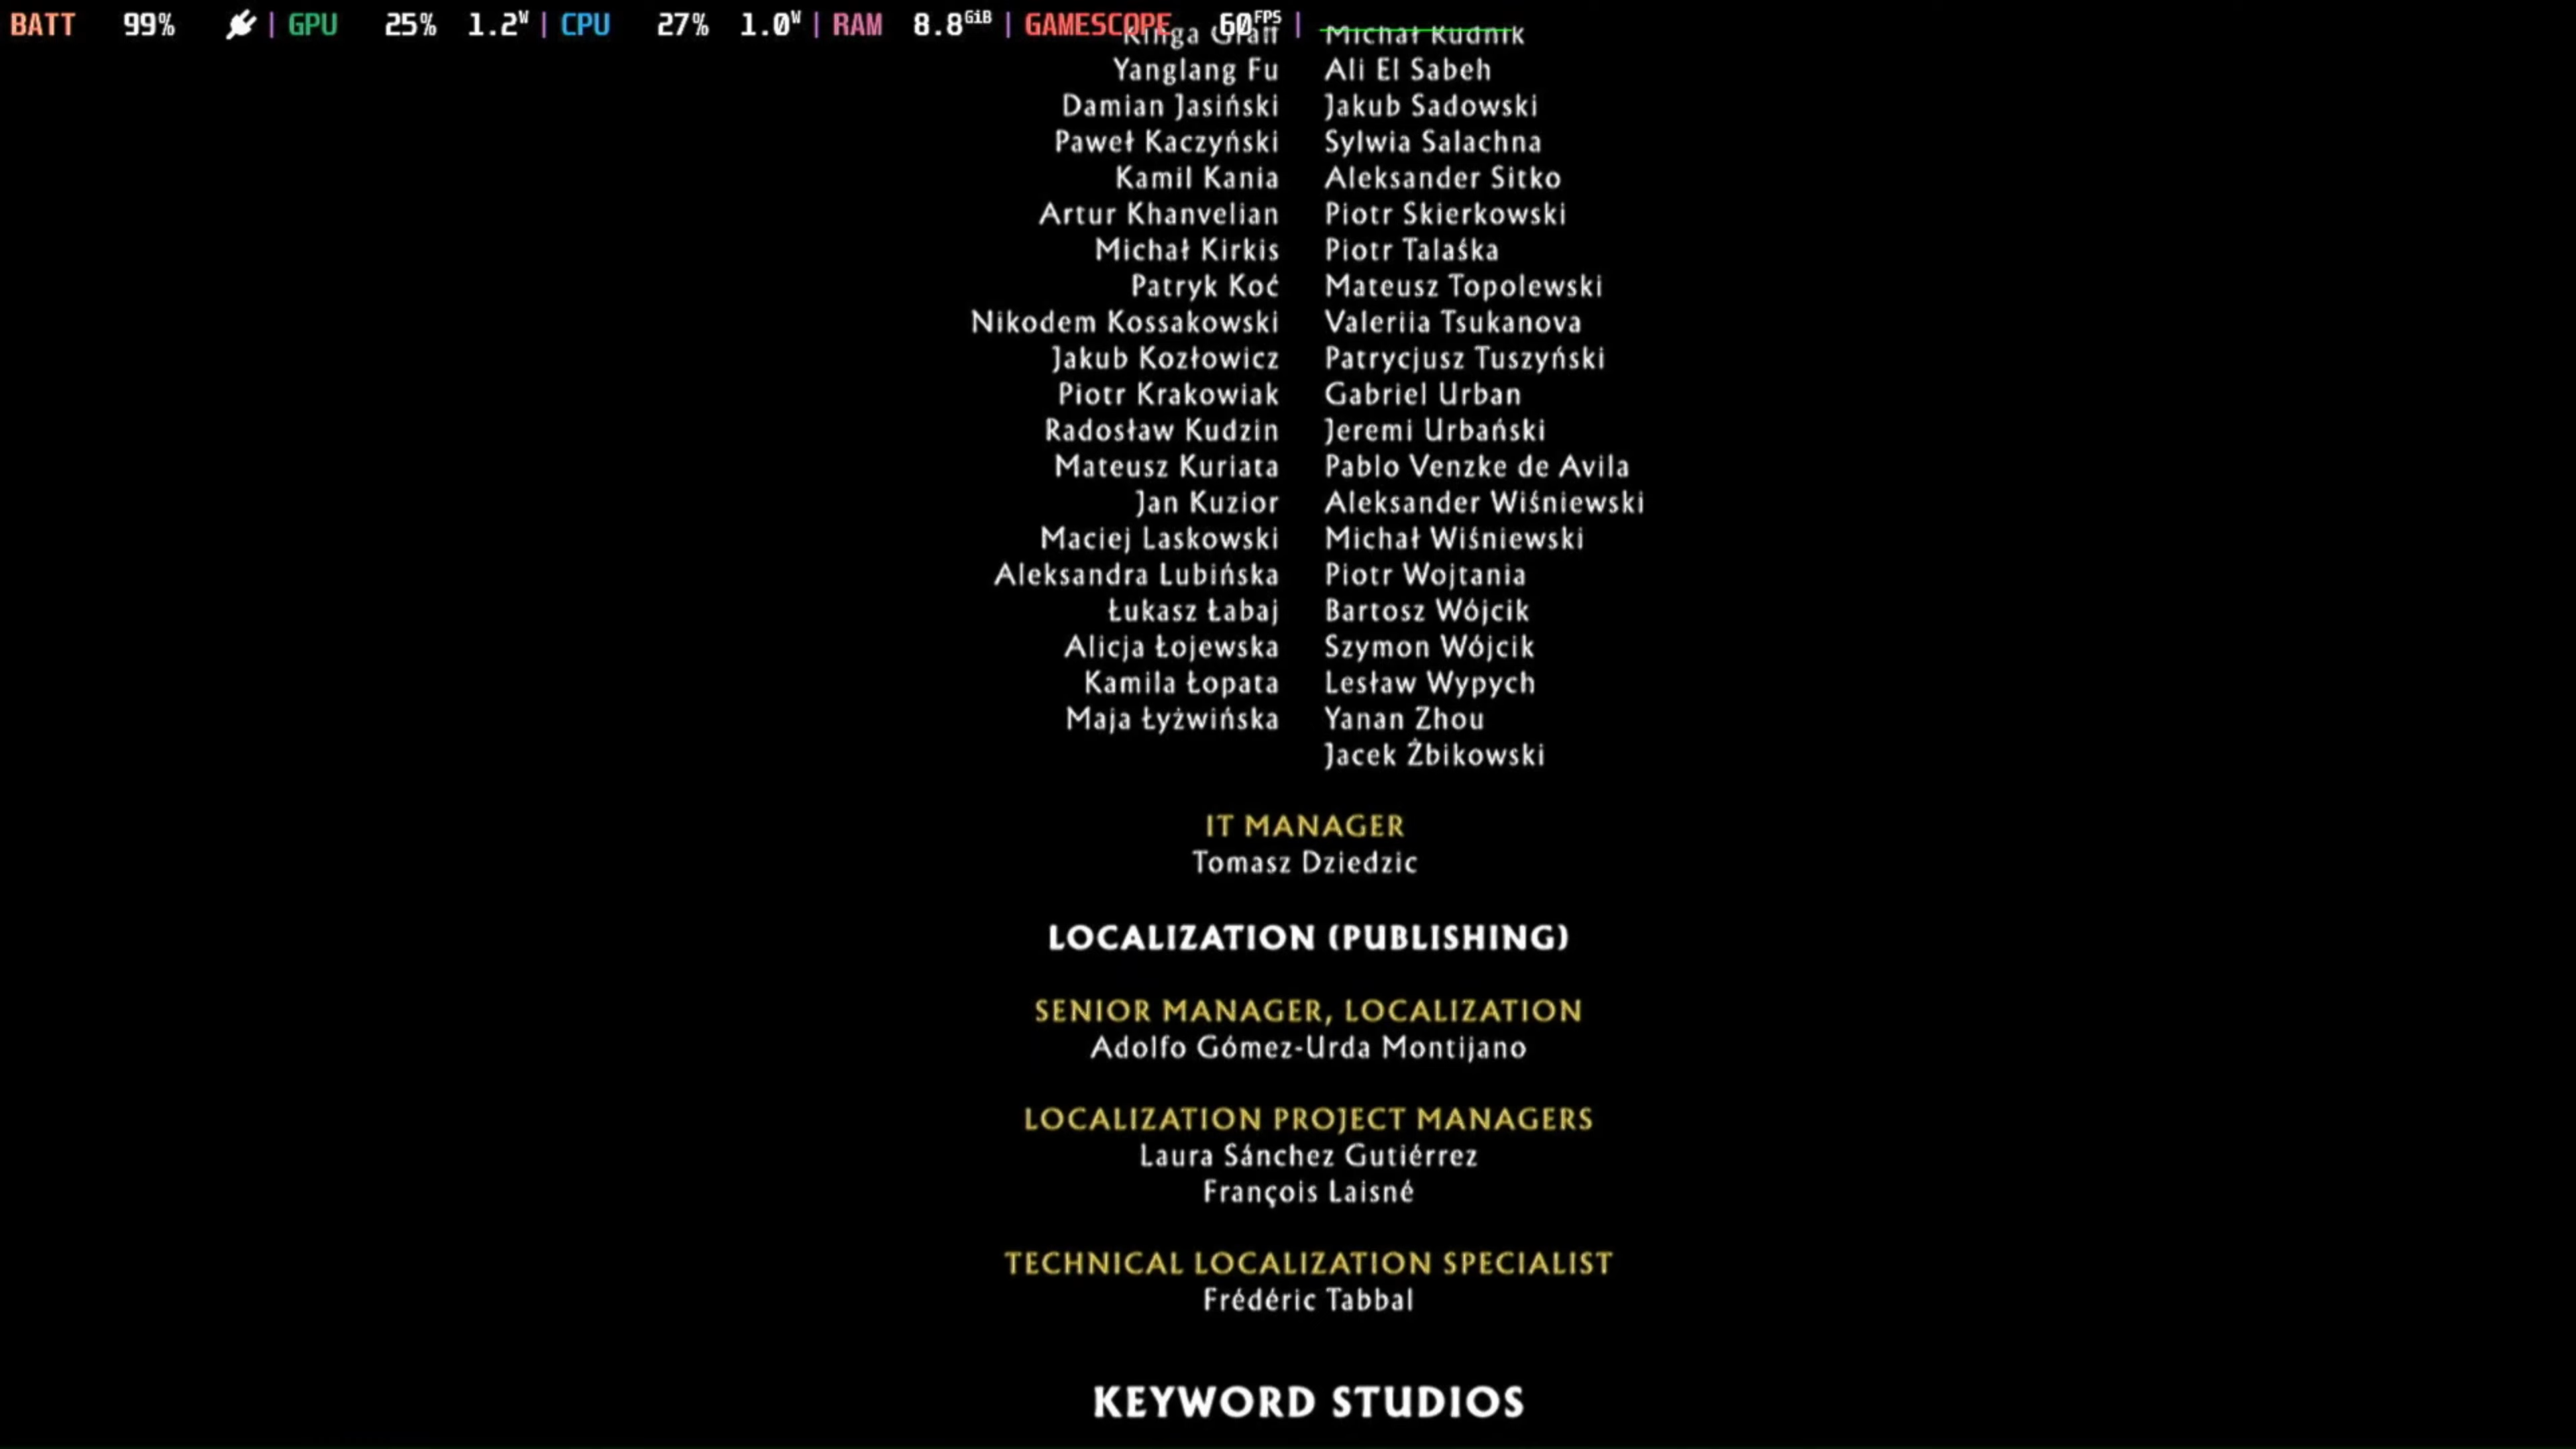 BATT 99% | GPU 25% 1.2W | CPU 27% 1.0W | RAM 8.8GiB | GAMESCOPE 60FPS |
Kinga Graff Michał Rudnik
Yanglang Fu Ali El Sabeh
Damian Jasiński Jakub Sadowski
Paweł Kaczyński Sylwia Salachna
Kamil Kania Aleksander Sitko
Artur Khanvelian Piotr Skierkowski
Michał Kirkis Piotr Talaśka
Patryk Koć Mateusz Topolewski
Nikodem Kossakowski Valeriia Tsukanova
Jakub Kozłowicz Patrycjusz Tuszyński
Piotr Krakowiak Gabriel Urban
Radosław Kudzin Jeremi Urbański
Mateusz Kuriata Pablo Venzke de Avila
Jan Kuzior Aleksander Wiśniewski
Maciej Laskowski Michał Wiśniewski
Aleksandra Lubińska Piotr Wojtania
Łukasz Łabaj Bartosz Wójcik
Alicja Łojewska Szymon Wójcik
Kamila Łopata Lesław Wypych
Maja Łyżwińska Yanan Zhou
Jacek Żbikowski
IT MANAGER
Tomasz Dziedzic
LOCALIZATION (PUBLISHING)
SENIOR MANAGER, LOCALIZATION
Adolfo Gómez-Urda Montijano
LOCALIZATION PROJECT MANAGERS
Laura Sánchez Gutiérrez
François Laisné
TECHNICAL LOCALIZATION SPECIALIST
Frédéric Tabbal
KEYWORD STUDIOS